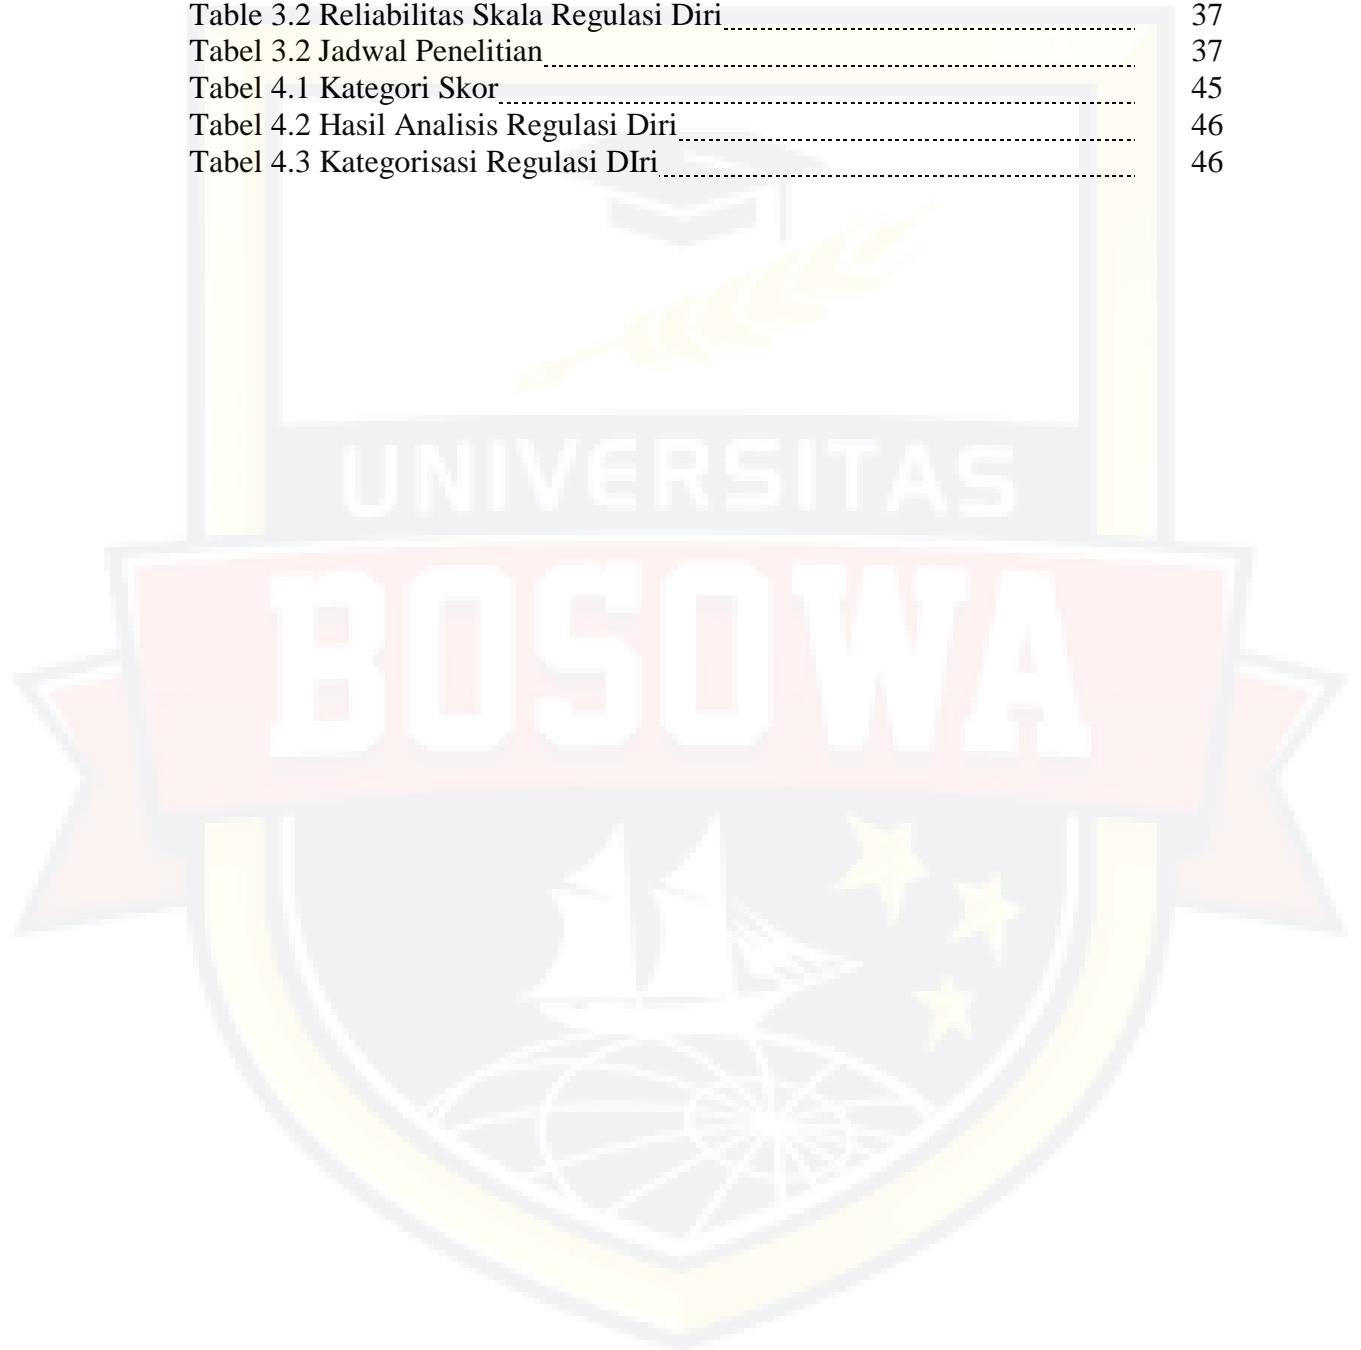 Table 3.2 Reliabilitas Skala Regulasi Diri 37
Tabel 3.2 Jadwal Penelitian 37
Tabel 4.1 Kategori Skor 45
Tabel 4.2 Hasil Analisis Regulasi Diri 46
Tabel 4.3 Kategorisasi Regulasi DIri 46
UNIVERSITAS
BOSOWA